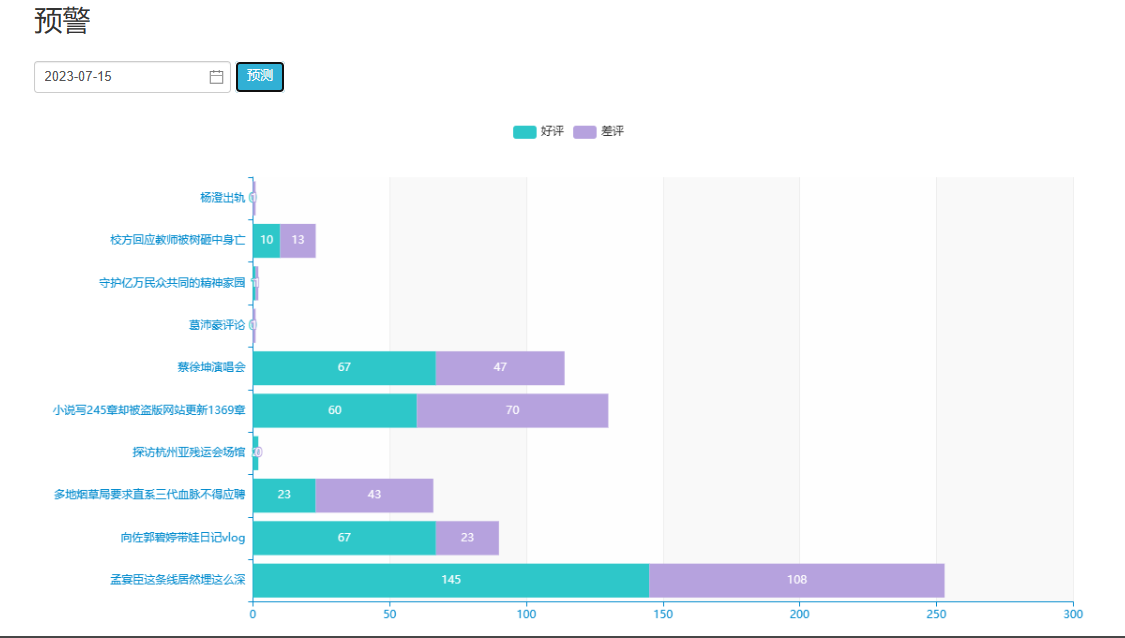 预警
2023-07-15
预测
好评 差评
杨澄出轨
校方回应教师被树砸中身亡 10 13
守护亿万民众共同的精神家园
葛沛豪评论
蔡徐坤演唱会 67 47
小说写245章却被盗版网站更新1369章 60 70
探访杭州亚残运会场馆
多地烟草局要求直系三代血脉不得应聘 23 43
向佐郭碧婷带娃日记vlog 67 23
孟宴臣这条线居然埋这么深 145 108
0 50 100 150 200 250 300